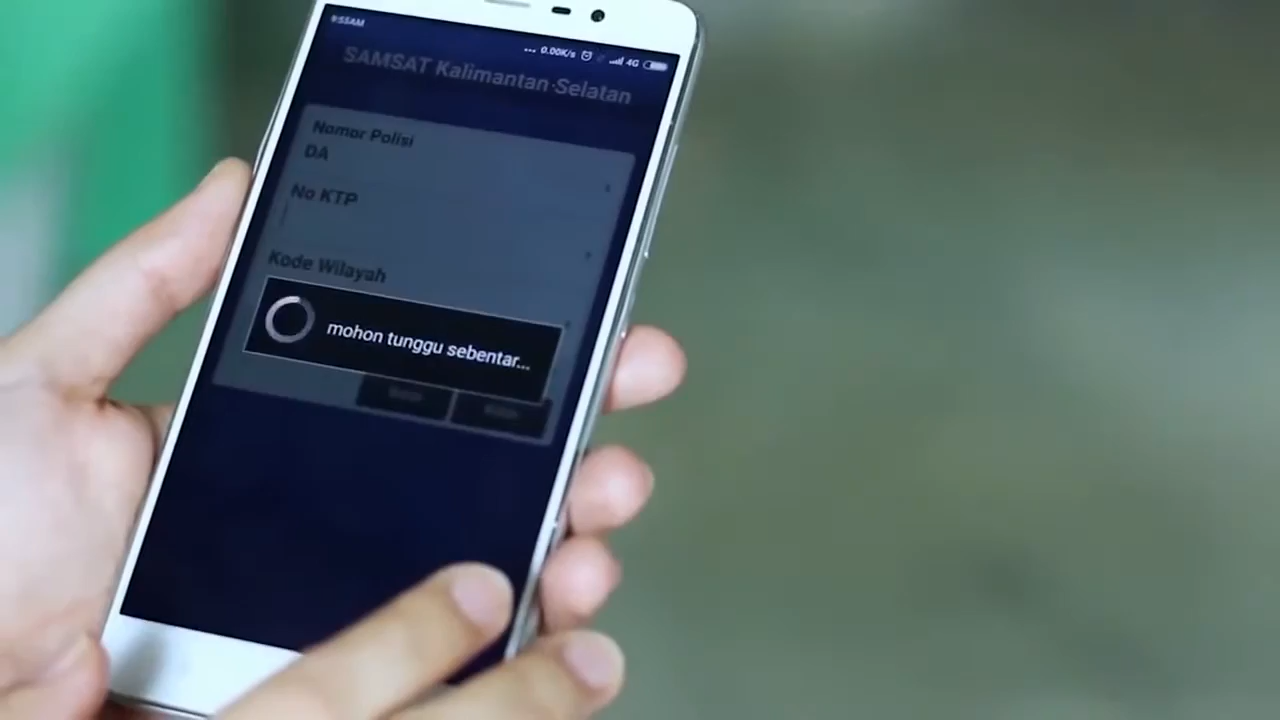 9:55AM
... 0.00K/s 4G
SAMSAT Kalimantan Selatan
Nomor Polisi
DA
No KTP
Kode Wilayah
mohon tunggu sebentar...